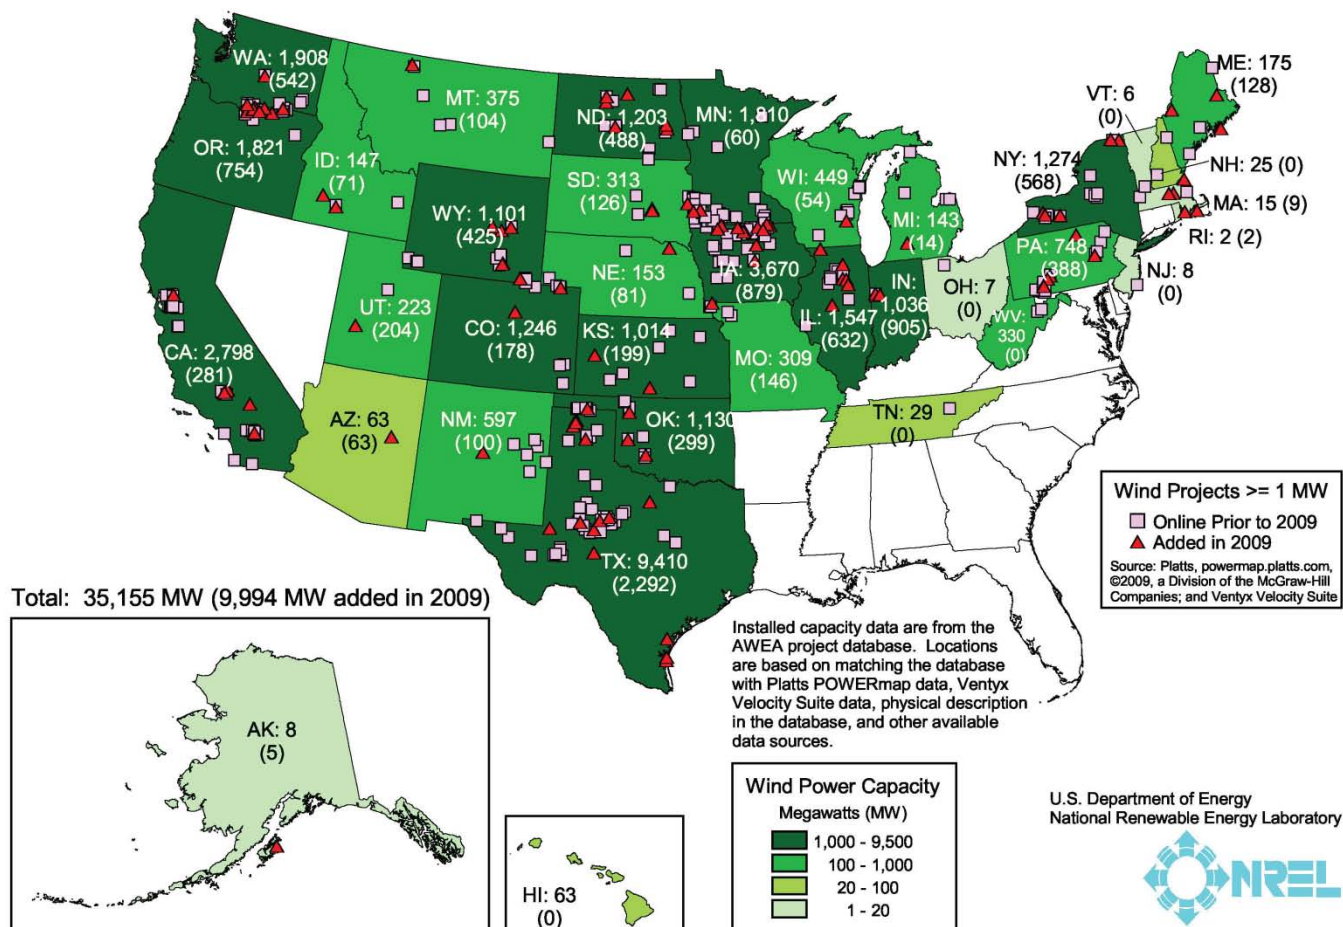 WA: 1,908
(542)
MT: 375
(104)
ND: 1,203
(488)
MN: 1,810
(60)
ME: 175
(128)
VT: 6
(0)
OR: 1,821
(754)
ID: 147
(71)
SD: 313
(126)
WI: 449
(54)
NY: 1,274
(568)
NH: 25 (0)
WY: 1,101
(425)
MI: 143
(14)
MA: 15 (9)
RI: 2 (2)
PA: 748
(388)
NE: 153
(81)
IA: 3,670
(879)
NJ: 8
(0)
OH: 7
(0)
IN:
1,036
(905)
UT: 223
(204)
CO: 1,246
(178)
KS: 1,014
(199)
IL: 1,547
(632)
WV:
330
(0)
CA: 2,798
(281)
MO: 309
(146)
AZ: 63
(63)
NM: 597
(100)
OK: 1,130
(299)
TN: 29
(0)
TX: 9,410
(2,292)
Wind Projects >= 1 MW
Online Prior to 2009
Added in 2009
Source: Platts, powermap.platts.com,
©2009, a Division of the McGraw-Hill
Companies; and Ventyx Velocity Suite
Total: 35,155 MW (9,994 MW added in 2009)
AK: 8
(5)
HI: 63
(0)
Installed capacity data are from the
AWEA project database. Locations
are based on matching the database
with Platts POWERmap data, Ventyx
Velocity Suite data, physical description
in the database, and other available
data sources.
Wind Power Capacity
Megawatts (MW)
1,000 - 9,500
100 - 1,000
20 - 100
1 - 20
U.S. Department of Energy
National Renewable Energy Laboratory
NREL